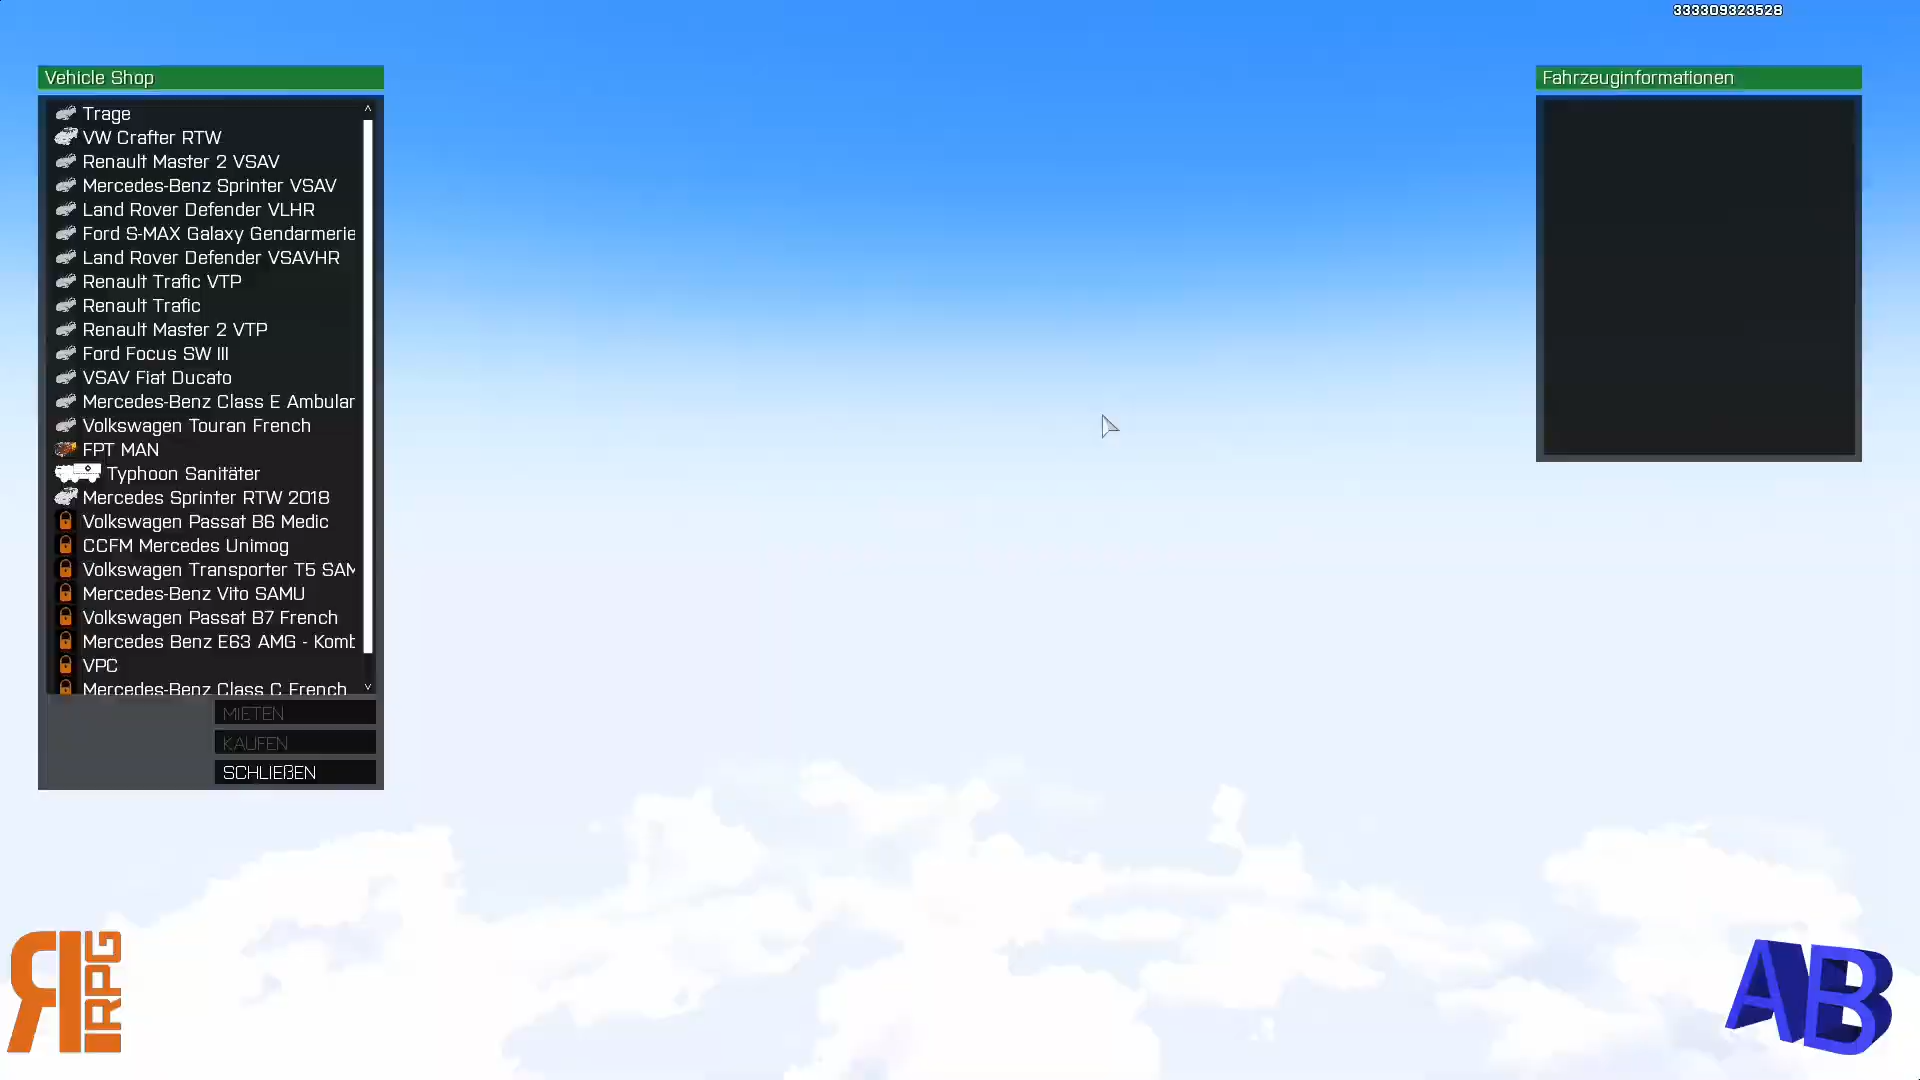 333309323528
Vehicle Shop
Fahrzeuginformationen
Trage
VW Crafter RTW
Renault Master 2 VSAV
Mercedes-Benz Sprinter VSAV
Land Rover Defender VLHR
Ford S-MAX Galaxy Gendarmerie
Land Rover Defender VSAVHR
Renault Trafic VTP
Renault Trafic
Renault Master 2 VTP
Ford Focus SW III
VSAV Fiat Ducato
Mercedes-Benz Class E Ambular
Volkswagen Touran French
FPT MAN
Typhoon Sanitäter
Mercedes Sprinter RTW 2018
Volkswagen Passat B6 Medic
CCFM Mercedes Unimog
Volkswagen Transporter T5 SAM
Mercedes-Benz Vito SAMU
Volkswagen Passat B7 French
Mercedes Benz E63 AMG - Komb
VPC
Mercedes-Benz Class C French
MIETEN
KAUFEN
SCHLIEßEN
RLRPG
AB